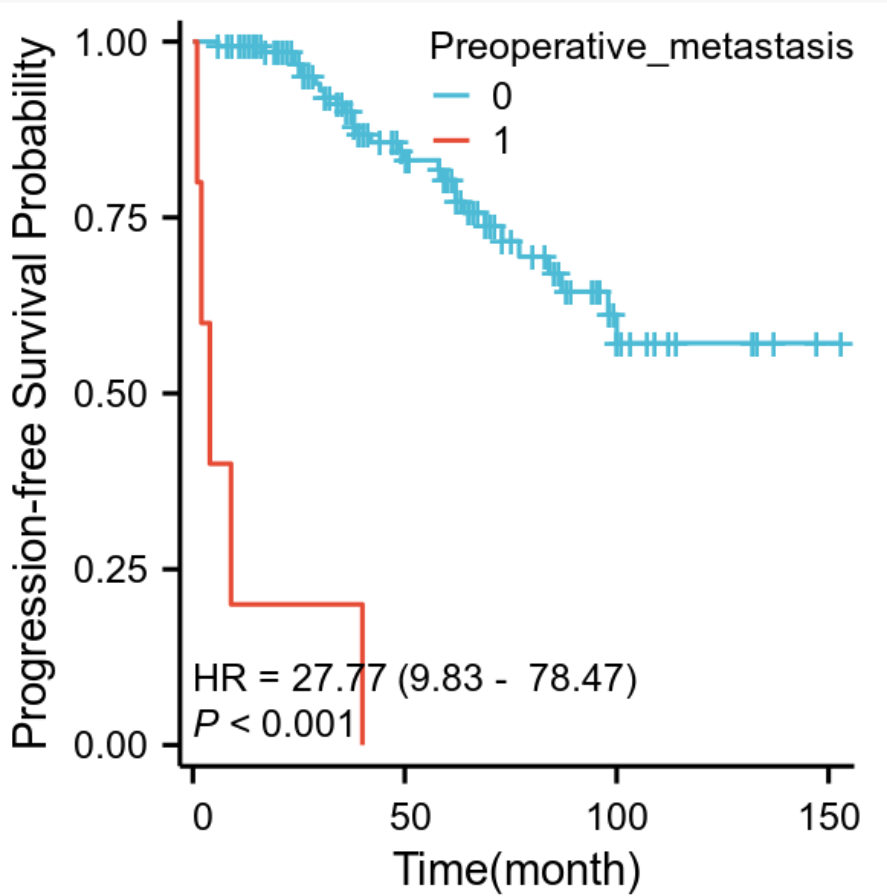 Progression-free Survival Probability
1.00
0.75
0.50
0.25
0.00
Preoperative_metastasis
0
1
HR = 27.77 (9.83 - 78.47)
P < 0.001
0 50 100 150
Time(month)